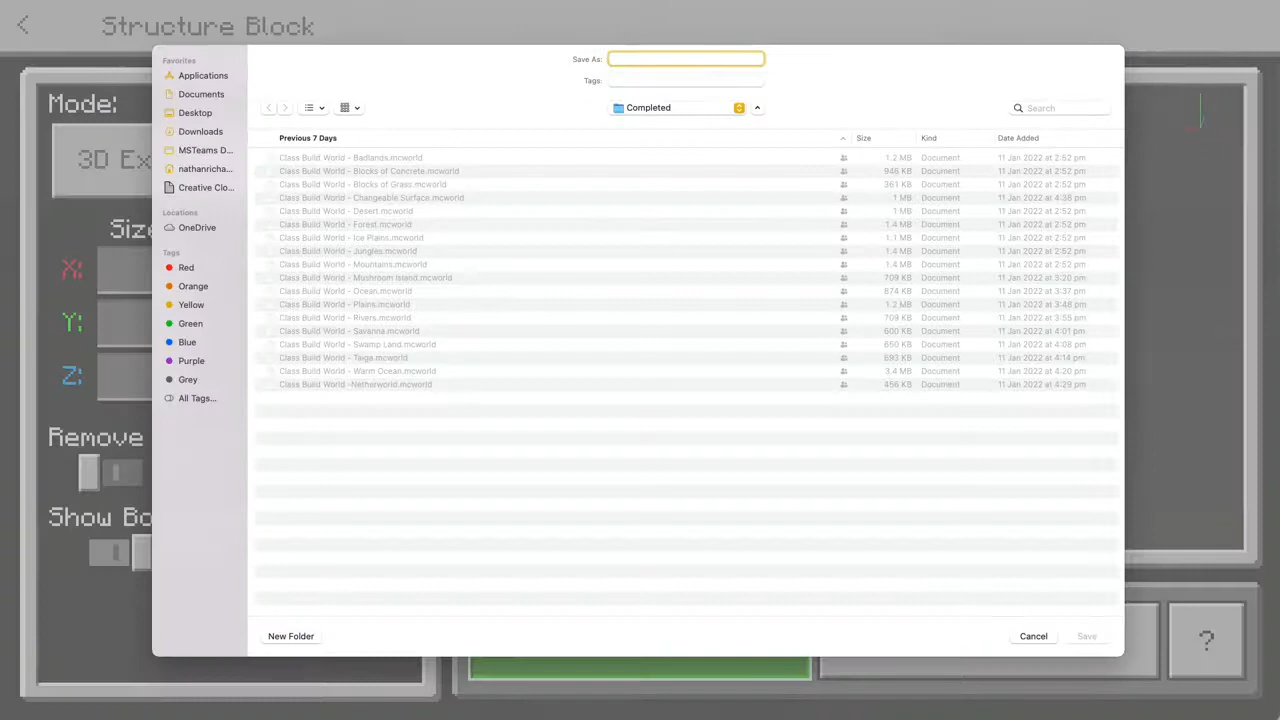 Structure Block
Favorites
Applications
Documents
Desktop
Downloads
MSTeams D...
nathanricha...
Creative Clo...
Locations
OneDrive
Tags
Red
Orange
Yellow
Green
Blue
Purple
Grey
All Tags...
Save As:
Tags:
Completed
Search
Previous 7 Days Size Kind Date Added
Class Build World - Badlands.mcworld 1.2 MB Document 11 Jan 2022 at 2:52 pm
Class Build World - Blocks of Concrete.mcworld 946 KB Document 11 Jan 2022 at 2:52 pm
Class Build World - Blocks of Grass.mcworld 361 KB Document 11 Jan 2022 at 2:52 pm
Class Build World - Changeable Surface.mcworld 1 MB Document 11 Jan 2022 at 4:38 pm
Class Build World - Desert.mcworld 1 MB Document 11 Jan 2022 at 2:52 pm
Class Build World - Forest.mcworld 1.4 MB Document 11 Jan 2022 at 2:52 pm
Class Build World - Ice Plains.mcworld 1.1 MB Document 11 Jan 2022 at 2:52 pm
Class Build World - Jungles.mcworld 1.4 MB Document 11 Jan 2022 at 2:52 pm
Class Build World - Mountains.mcworld 1.4 MB Document 11 Jan 2022 at 2:52 pm
Class Build World - Mushroom Island.mcworld 709 KB Document 11 Jan 2022 at 3:20 pm
Class Build World - Ocean.mcworld 874 KB Document 11 Jan 2022 at 3:37 pm
Class Build World - Plains.mcworld 1.2 MB Document 11 Jan 2022 at 3:48 pm
Class Build World - Rivers.mcworld 709 KB Document 11 Jan 2022 at 3:55 pm
Class Build World - Savanna.mcworld 600 KB Document 11 Jan 2022 at 4:01 pm
Class Build World - Swamp Land.mcworld 650 KB Document 11 Jan 2022 at 4:08 pm
Class Build World - Taiga.mcworld 693 KB Document 11 Jan 2022 at 4:14 pm
Class Build World - Warm Ocean.mcworld 3.4 MB Document 11 Jan 2022 at 4:20 pm
Class Build World -Netherworld.mcworld 456 KB Document 11 Jan 2022 at 4:29 pm
New Folder
Cancel
Save
Mode:
3D Ex
Size
X:
Y:
Z:
Remove
Show Bo
?